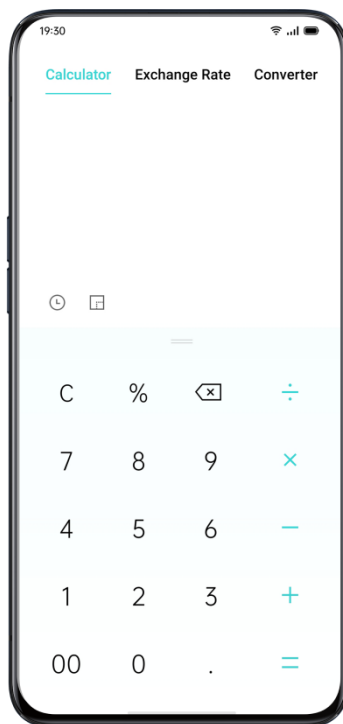 19:30
Calculator Exchange Rate Converter
C % ÷
7 8 9 ×
4 5 6 −
1 2 3 +
00 0 . =